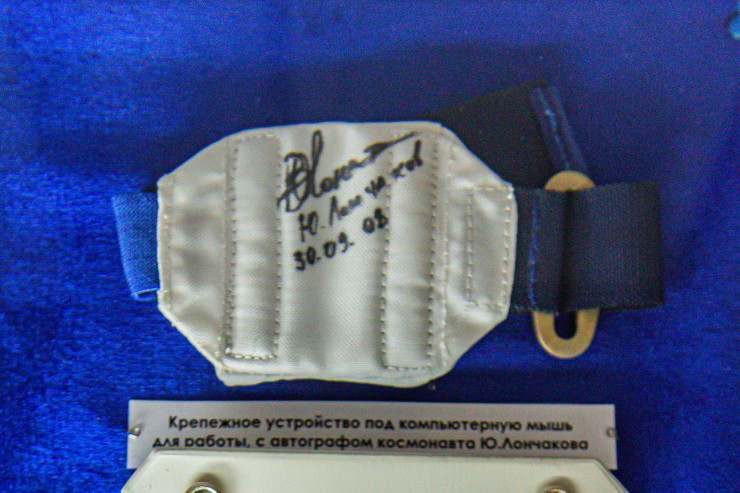 Ю. Лончаков
30.09.08
Крепежное устройство под компьютерную мышь
для работы, с автографом космонавта Ю.Лончакова